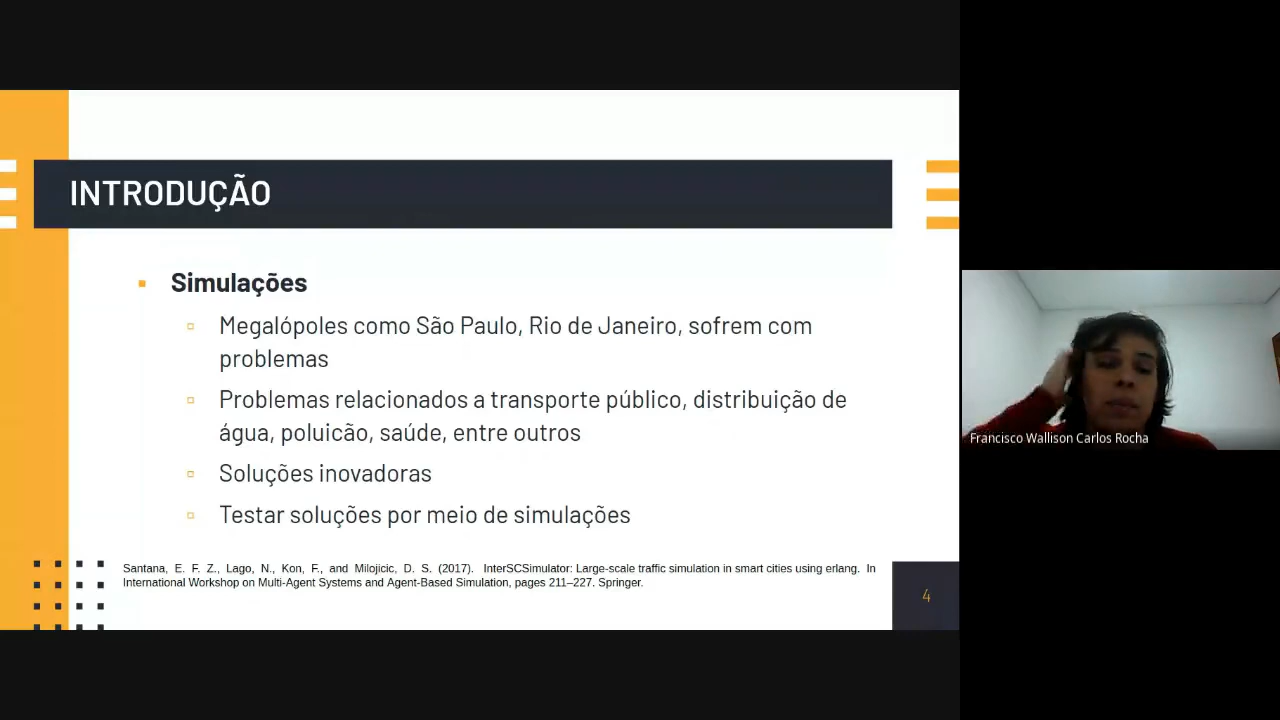 INTRODUÇÃO
Simulações
Megalópoles como São Paulo, Rio de Janeiro, sofrem com
problemas
Problemas relacionados a transporte público, distribuição de
água, poluicão, saúde, entre outros
Soluções inovadoras
Testar soluções por meio de simulações
Santana, E. F. Z., Lago, N., Kon, F., and Milojicic, D. S. (2017). InterSCSimulator: Large-scale traffic simulation in smart cities using erlang. In
International Workshop on Multi-Agent Systems and Agent-Based Simulation, pages 211–227. Springer.
4
Francisco Wallison Carlos Rocha